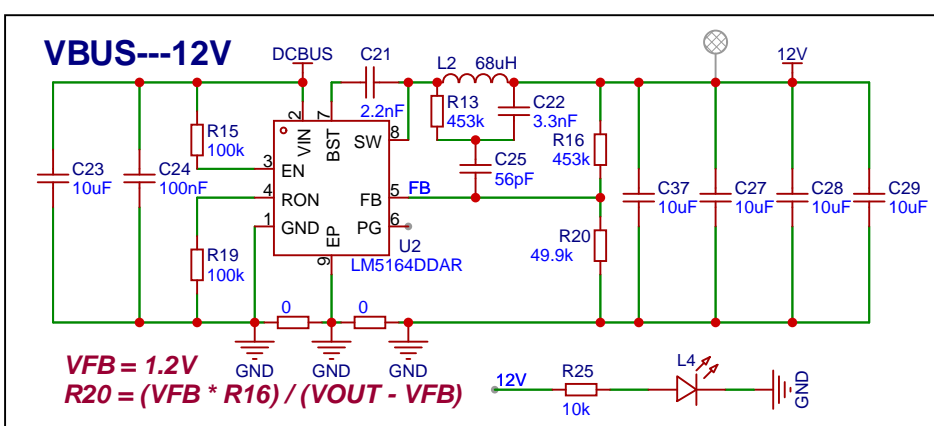 VBUS---12V
DCBUS
C21
2.2nF
L2 68uH
12V
R15
100k
R13
453k
C22
3.3nF
R16
453k
C23
10uF
C24
100nF
2
VIN
7
BST
SW 8
3 EN
4 RON
1 GND
FB 5 FB
PG 6
EP
9
U2
LM5164DDAR
C25
56pF
C37
10uF
C27
10uF
C28
10uF
C29
10uF
R19
100k
R20
49.9k
0
0
GND
GND
GND
VFB = 1.2V
R20 = (VFB * R16) / (VOUT - VFB)
12V
R25
10k
L4
GND